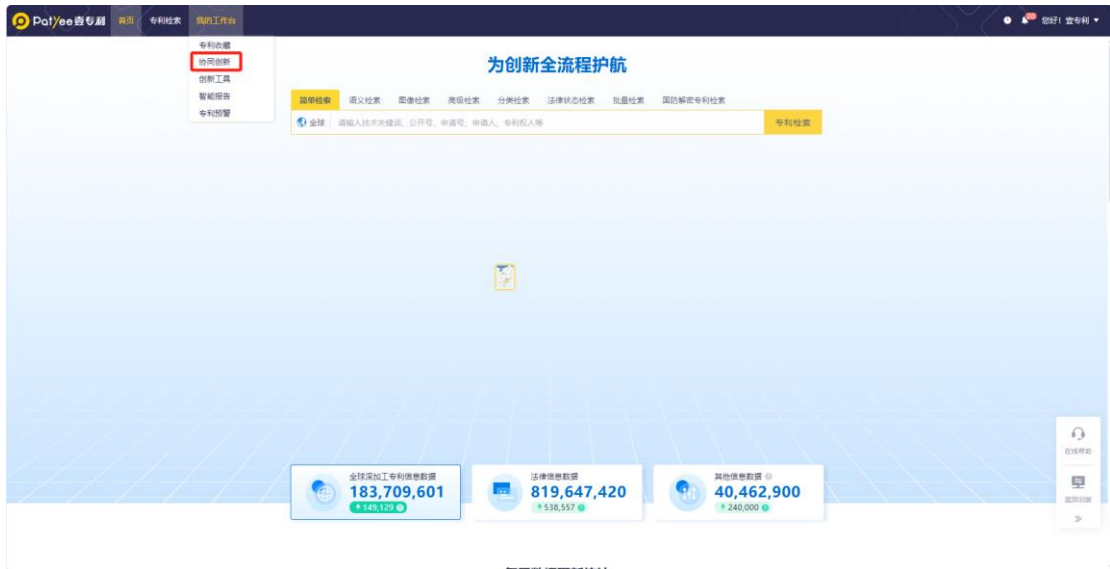 Patyee壹专利 首页 专利检索 我的工作台 20 您好! 壹专利
专利收藏
协同创新
创新工具
智能报告
专利预警
为创新全流程护航
简单检索 语义检索 图像检索 高级检索 分类检索 法律状态检索 批量检索 国防解密专利检索
全球 请输入技术关键词、公开号、申请号、申请人、专利权人等 专利检索
在线帮助
返回旧版
全球深加工专利信息数据 法律信息数据 其他信息数据
183,709,601 819,647,420 40,462,900
149,129 538,557 240,000